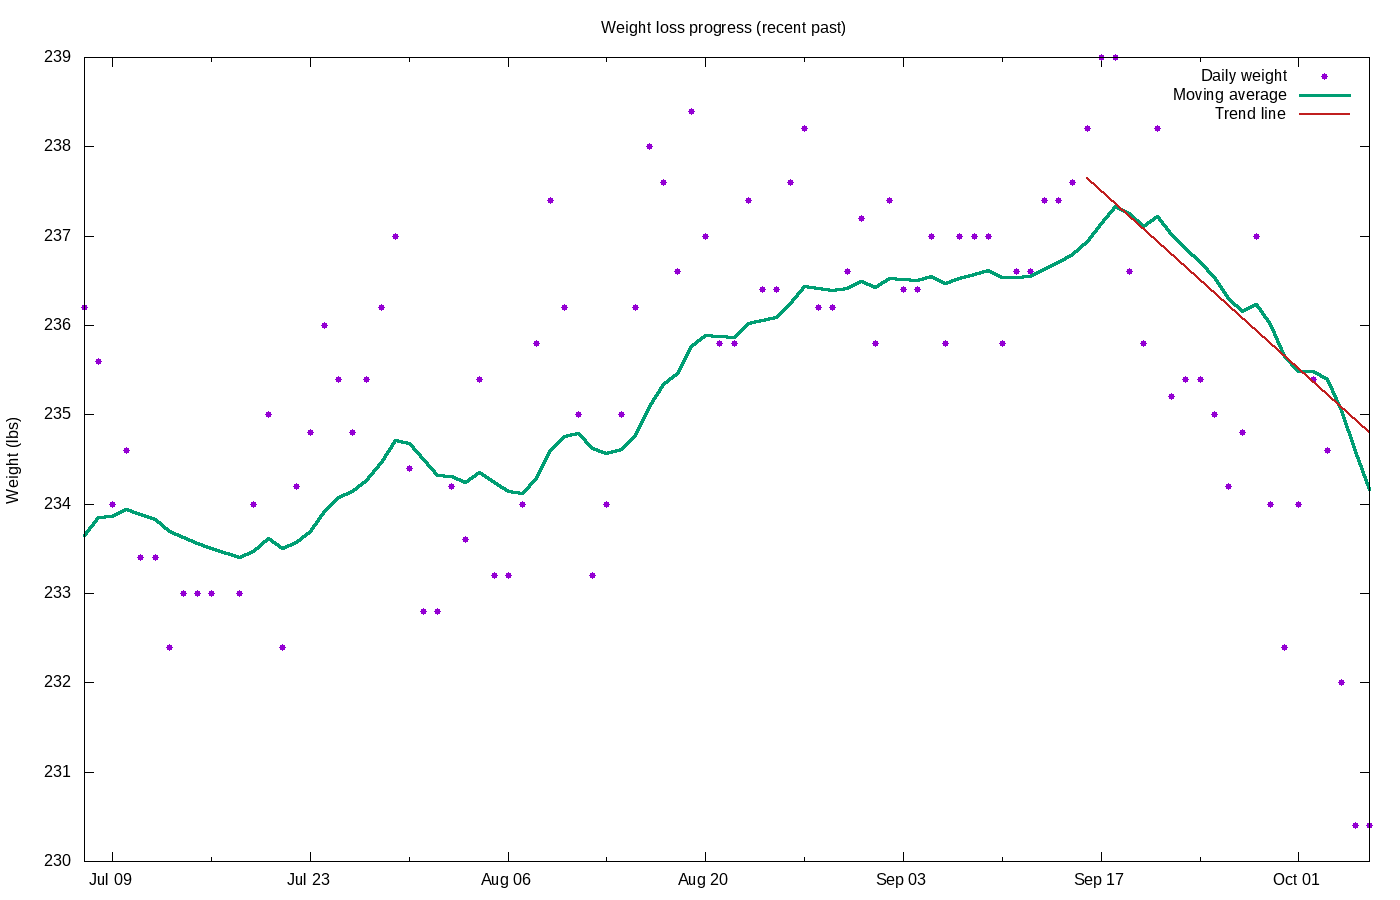 Weight loss progress (recent past)
239
238
237
236
235
234
233
232
231
230
Weight (lbs)
Daily weight
Moving average
Trend line
Jul 09
Jul 23
Aug 06
Aug 20
Sep 03
Sep 17
Oct 01